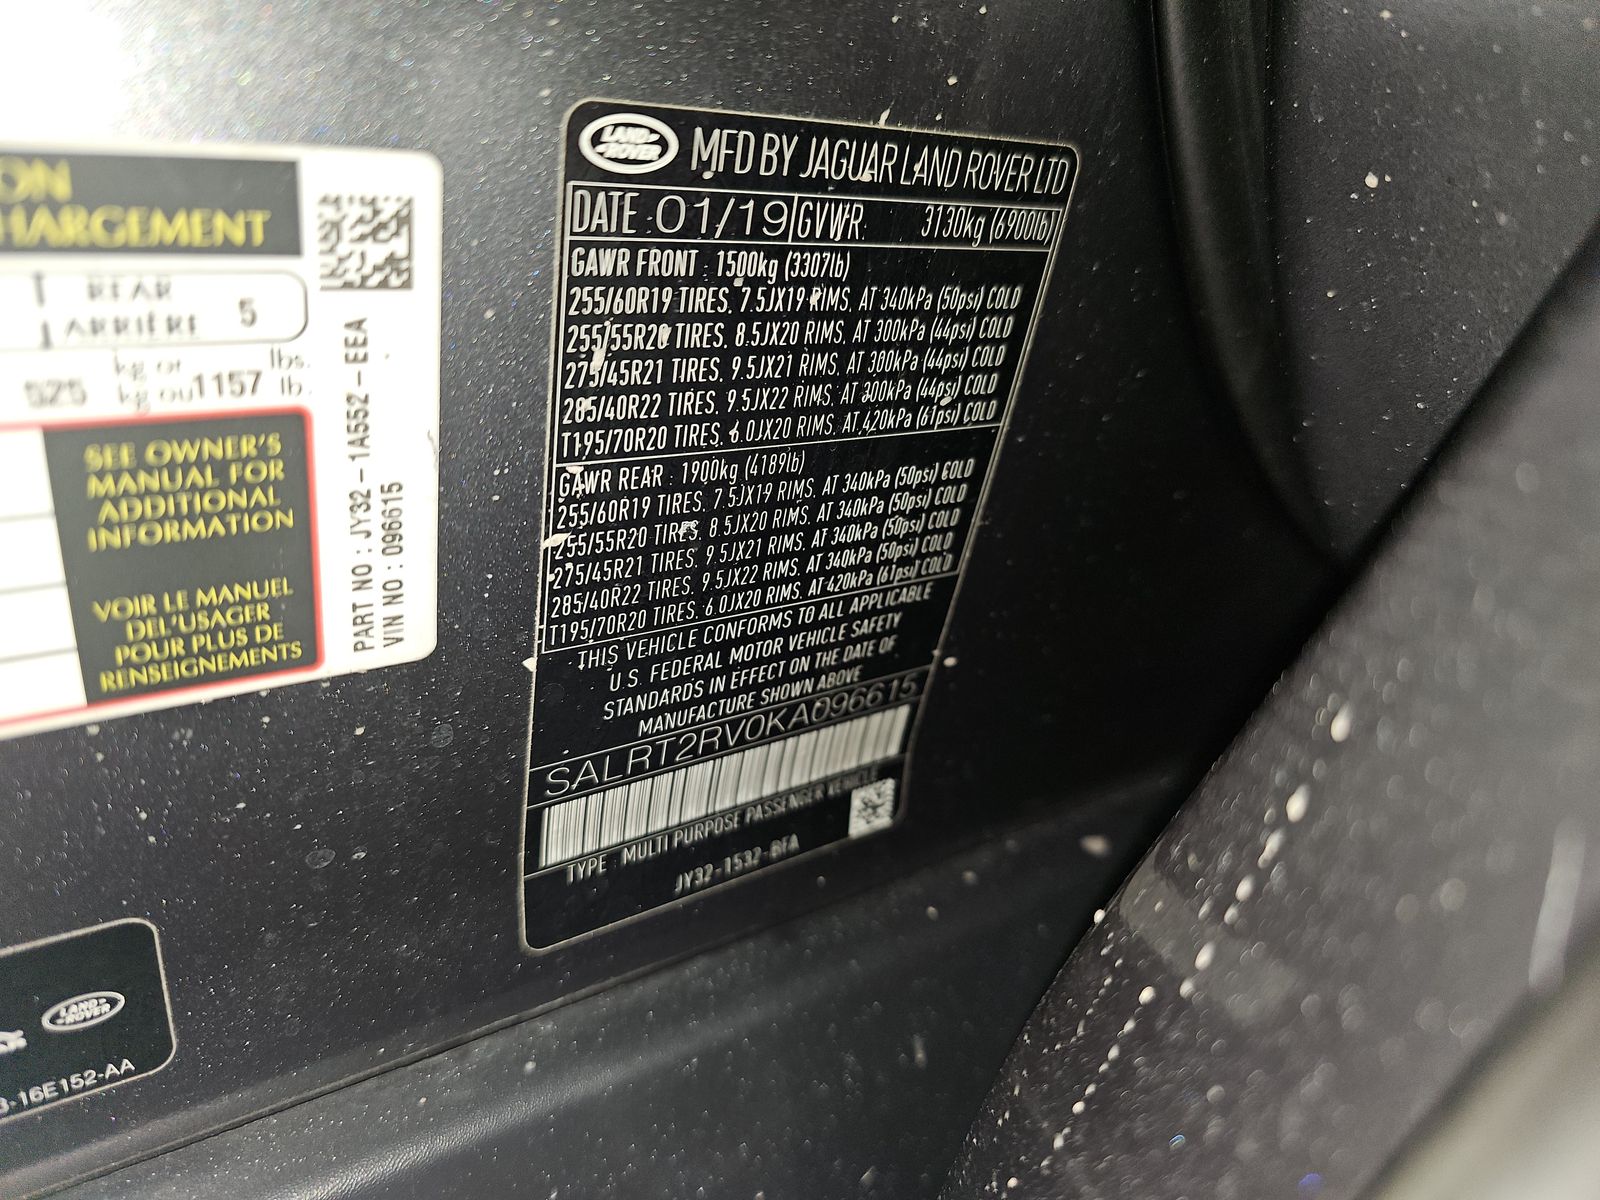 ON
HARGEMENT
REAR
ARRIÈRE 5
kg or lbs.
525 kg ou 1157 lb.
SEE OWNER'S
MANUAL FOR
ADDITIONAL
INFORMATION
VOIR LE MANUEL
DEL'USAGER
POUR PLUS DE
RENSEIGNEMENTS
PART NO : JY32-1A552-EEA
VIN NO : 096615
LAND
ROVER
-16E152-AA
LAND
ROVER
MFD BY JAGUAR LAND ROVER LTD
DATE : 01/19 GVWR: 3130kg (6900lb)
GAWR FRONT : 1500kg (3307lb)
255/60R19 TIRES, 7.5JX19 RIMS, AT 340kPa (50psi) COLD
255/55R20 TIRES, 8.5JX20 RIMS, AT 300kPa (44psi) COLD
275/45R21 TIRES, 9.5JX21 RIMS, AT 300kPa (44psi) COLD
285/40R22 TIRES, 9.5JX22 RIMS, AT 300kPa (44psi) COLD
T195/70R20 TIRES, 6.0JX20 RIMS, AT 420kPa (61psi) COLD
GAWR REAR : 1900kg (4189lb)
255/60R19 TIRES, 7.5JX19 RIMS, AT 340kPa (50psi) COLD
255/55R20 TIRES, 8.5JX20 RIMS, AT 340kPa (50psi) COLD
275/45R21 TIRES, 9.5JX21 RIMS, AT 340kPa (50psi) COLD
285/40R22 TIRES, 9.5JX22 RIMS, AT 340kPa (50psi) COLD
T195/70R20 TIRES, 6.0JX20 RIMS, AT 420kPa (61psi) COLD
THIS VEHICLE CONFORMS TO ALL APPLICABLE
U.S. FEDERAL MOTOR VEHICLE SAFETY
STANDARDS IN EFFECT ON THE DATE OF
MANUFACTURE SHOWN ABOVE
SALRT2RV0KA096615
TYPE : MULTI PURPOSE PASSENGER VEHICLE
JY32-1532-BFA